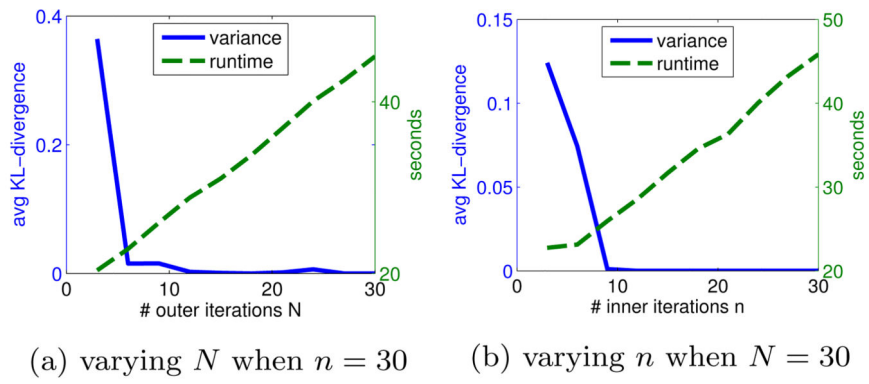 0.4
0.2
0
avg KL-divergence
variance
runtime
40
20
seconds
0 10 20 30
# outer iterations N
(a) varying N when n = 30
0.15
0.1
0.05
0
avg KL-divergence
variance
runtime
50
40
30
20
seconds
0 10 20 30
# inner iterations n
(b) varying n when N = 30